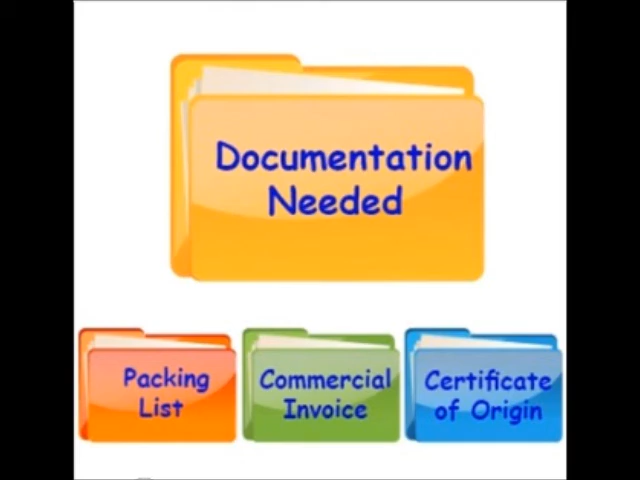 Documentation
Needed
Packing
List
Commercial
Invoice
Certificate
of Origin